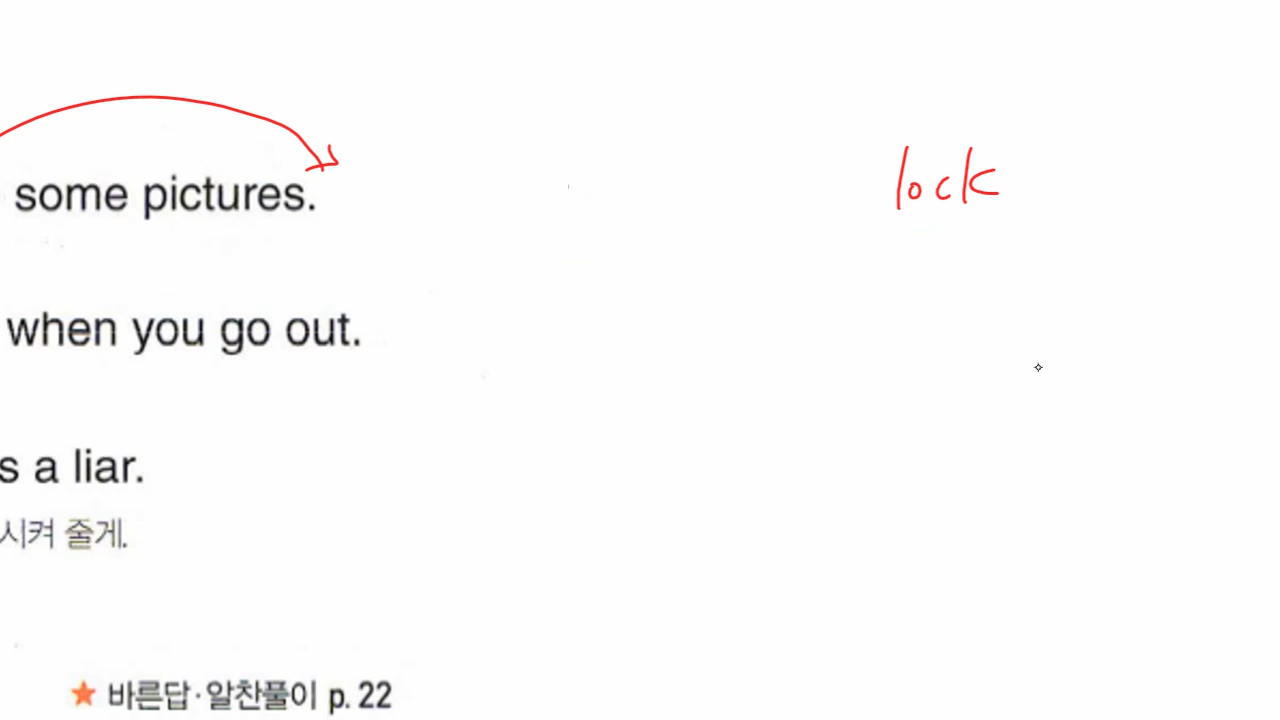 some pictures.
lock
when you go out.
s a liar.
시켜 줄게.
★ 바른답·알찬풀이 p. 22